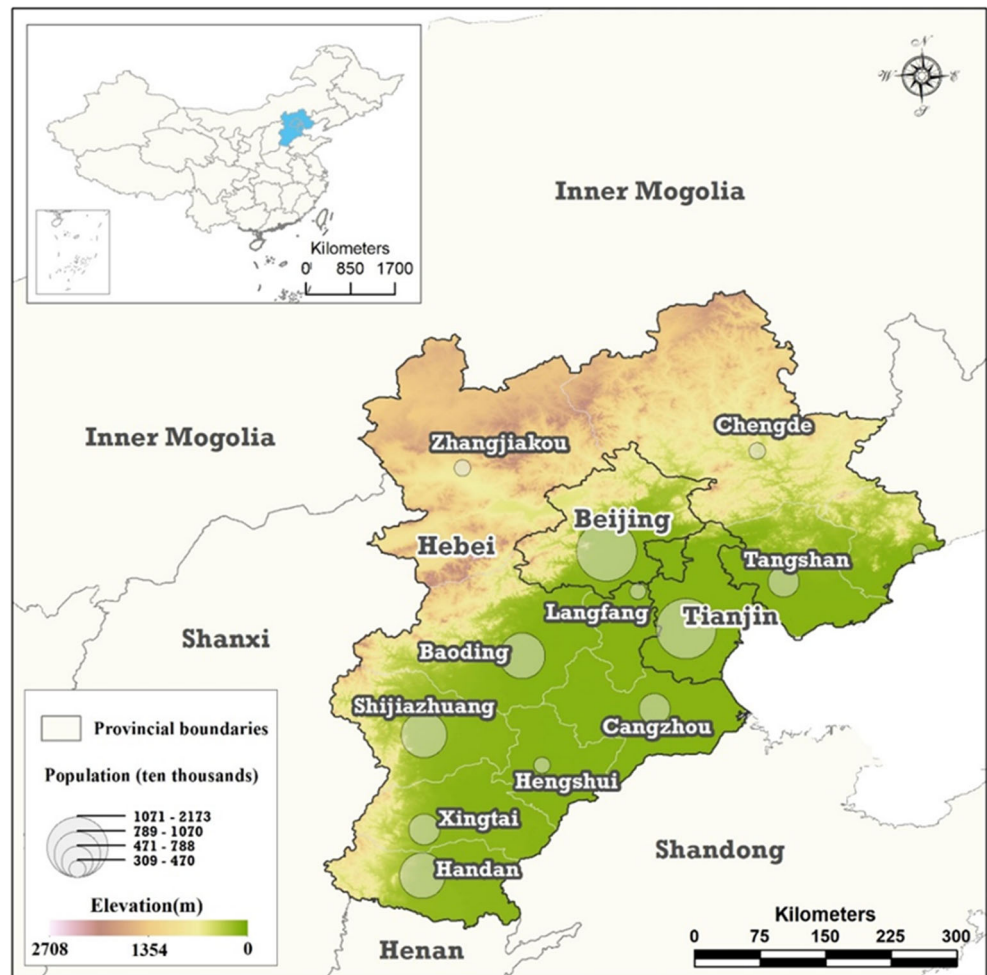 N
W E
S
Kilometers
0 850 1700
Inner Mogolia
Inner Mogolia
Chengde
Zhangjiakou
Beijing
Hebei
Tangshan
Langfang
Tianjin
Shanxi
Baoding
Shijiazhuang
Cangzhou
Hengshui
Xingtai
Shandong
Handan
Henan
Provincial boundaries
Population (ten thousands)
1071 - 2173
789 - 1070
471 - 788
309 - 470
Elevation(m)
2708 1354 0
Kilometers
0 75 150 225 300